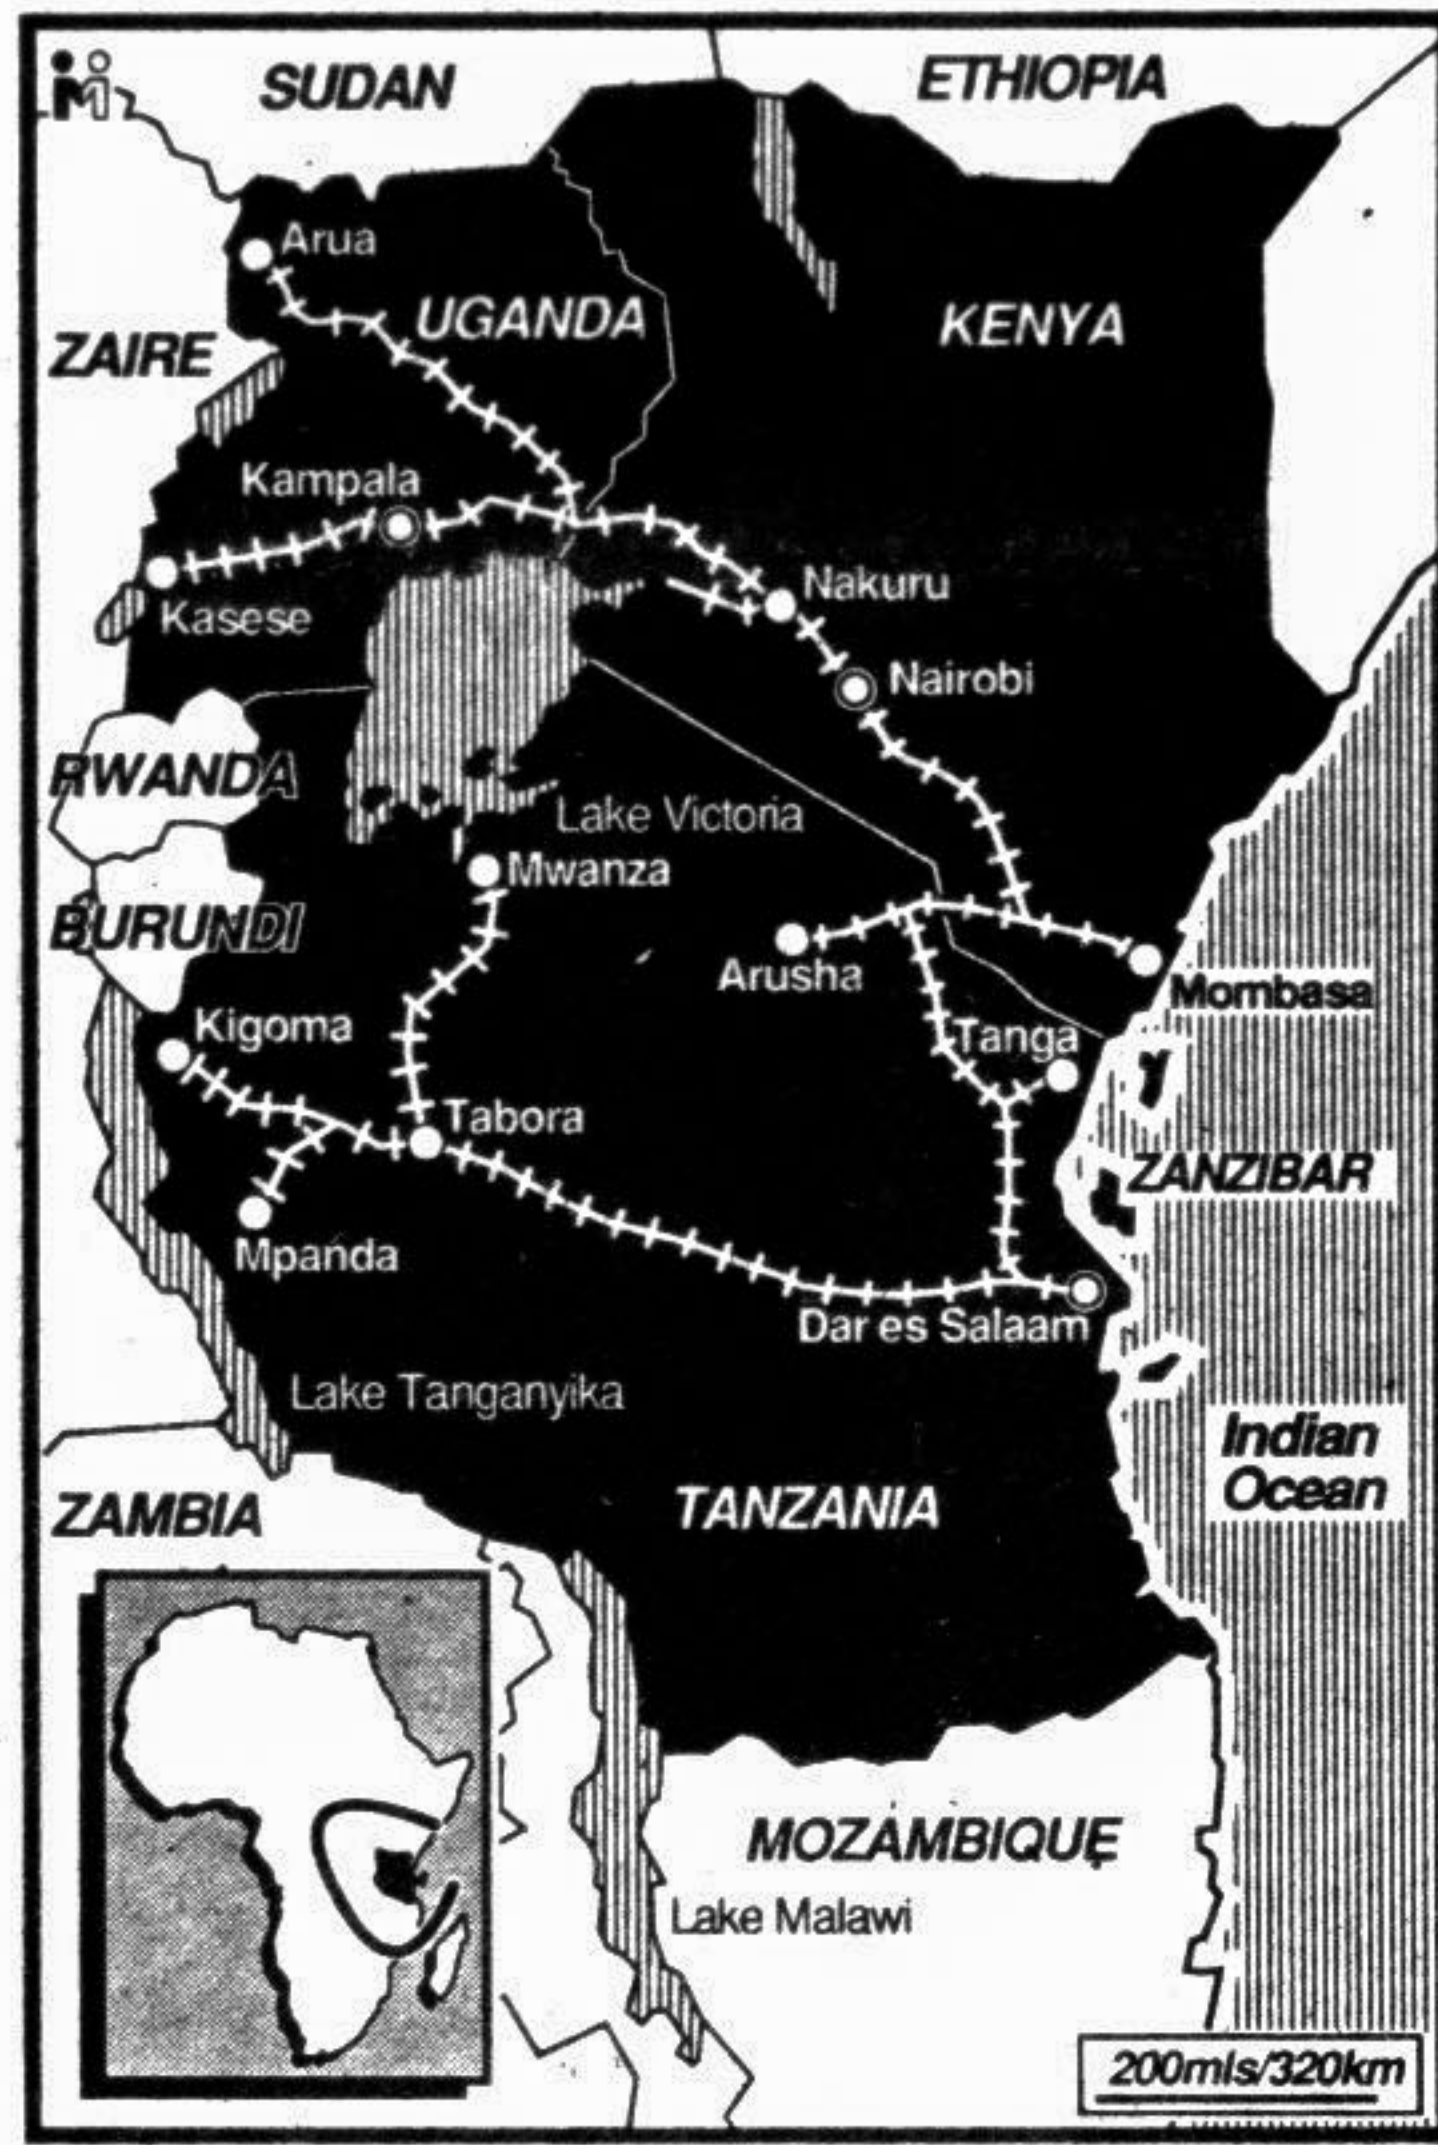 SUDAN
ETHIOPIA
Arua
UGANDA
KENYA
ZAIRE
Kampala
Nakuru
Kasese
Nairobi
RWANDA
Lake Victoria
Mwanza
BURUNDI
Arusha
Mombasa
Kigoma
Tanga
Tabora
ZANZIBAR
Mpanda
Dar es Salaam
Lake Tanganyika
Indian
Ocean
ZAMBIA
TANZANIA
MOZAMBIQUE
Lake Malawi
200mls/320km